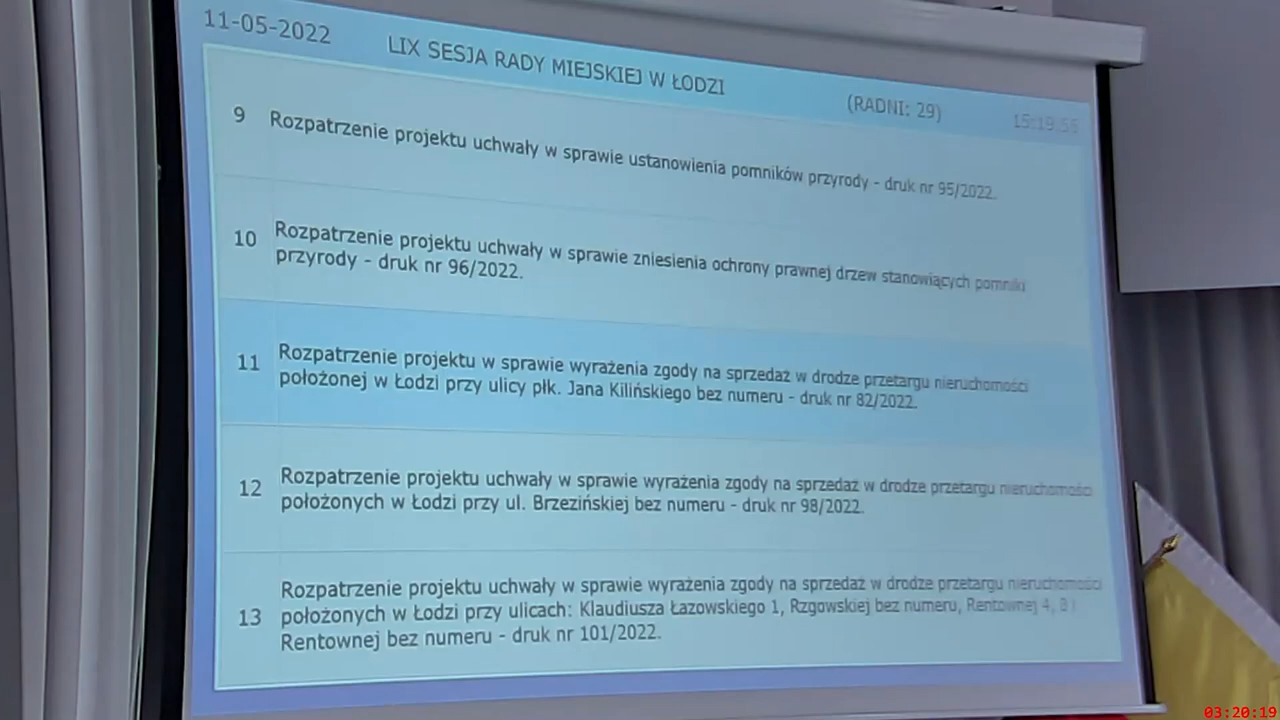 11-05-2022 LIX SESJA RADY MIEJSKIEJ W ŁODZI (RADNI: 29) 15:19:55
9 Rozpatrzenie projektu uchwały w sprawie ustanowienia pomników przyrody - druk nr 95/2022.
10 Rozpatrzenie projektu uchwały w sprawie zniesienia ochrony prawnej drzew stanowiących pomniki
przyrody - druk nr 96/2022.
11 Rozpatrzenie projektu w sprawie wyrażenia zgody na sprzedaż w drodze przetargu nieruchomości
położonej w Łodzi przy ulicy płk. Jana Kilińskiego bez numeru - druk nr 82/2022.
12 Rozpatrzenie projektu uchwały w sprawie wyrażenia zgody na sprzedaż w drodze przetargu nieruchomości
położonych w Łodzi przy ul. Brzezińskiej bez numeru - druk nr 98/2022.
Rozpatrzenie projektu uchwały w sprawie wyrażenia zgody na sprzedaż w drodze przetargu nieruchomości
13 położonych w Łodzi przy ulicach: Klaudiusza Łazowskiego 1, Rzgowskiej bez numeru, Rentownej 4,
Rentownej bez numeru - druk nr 101/2022.
03:20:19